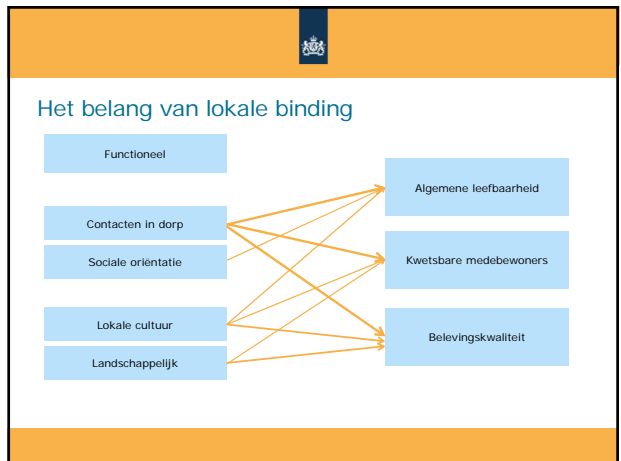 Het belang van lokale binding
Functioneel
Contacten in dorp
Sociale oriëntatie
Lokale cultuur
Landschappelijk
Algemene leefbaarheid
Kwetsbare medebewoners
Belevingskwaliteit